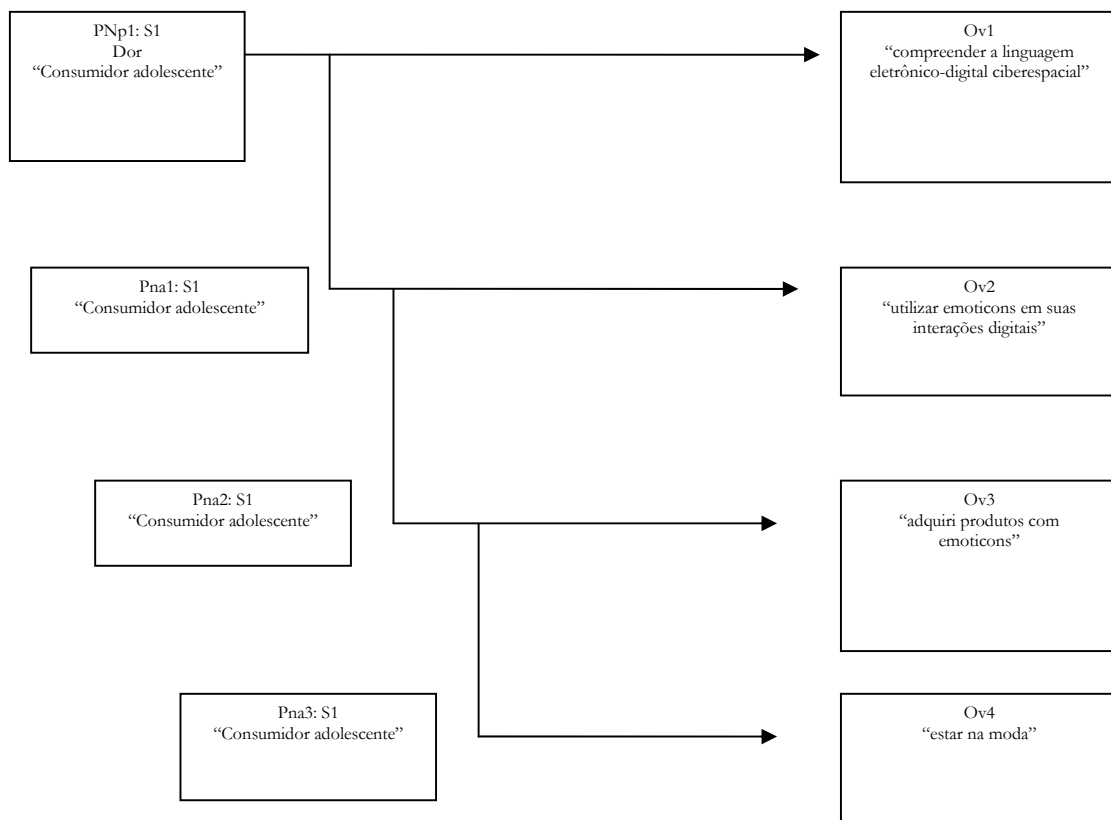 PNp1: S1
Dor
“Consumidor adolescente”
Ov1
“compreender a linguagem
eletrônico-digital ciberespacial”
Pna1: S1
“Consumidor adolescente”
Ov2
“utilizar emoticons em suas
interações digitais”
Pna2: S1
“Consumidor adolescente”
Ov3
“adquiri produtos com
emoticons”
Pna3: S1
“Consumidor adolescente”
Ov4
“estar na moda”